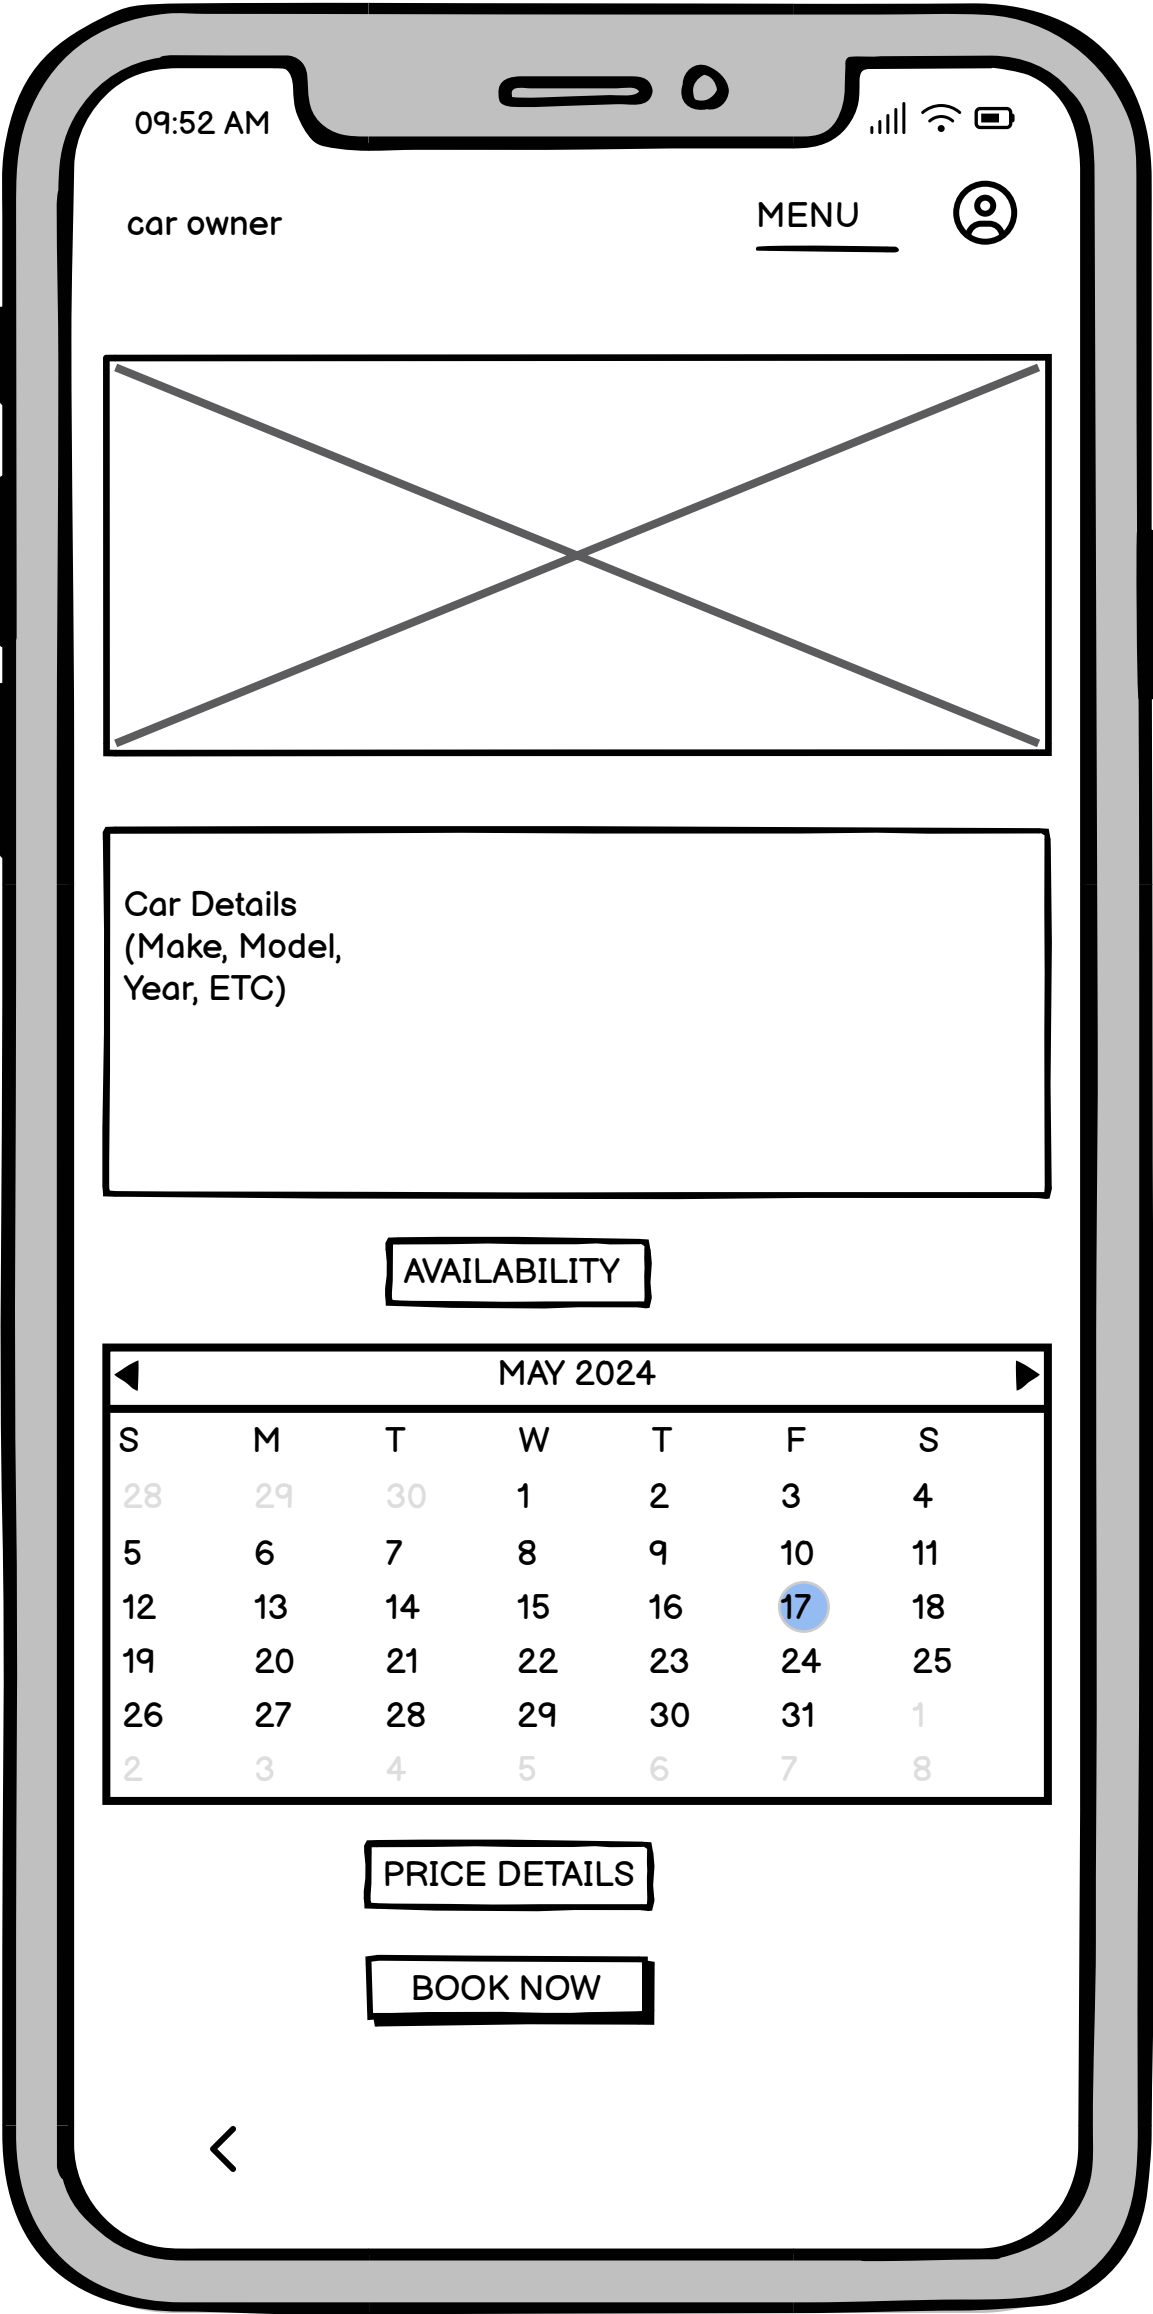 09:52 AM
car owner
MENU
Car Details
(Make, Model,
Year, ETC)
AVAILABILITY
MAY 2024
S M T W T F S
28 29 30 1 2 3 4
5 6 7 8 9 10 11
12 13 14 15 16 17 18
19 20 21 22 23 24 25
26 27 28 29 30 31 1
2 3 4 5 6 7 8
PRICE DETAILS
BOOK NOW